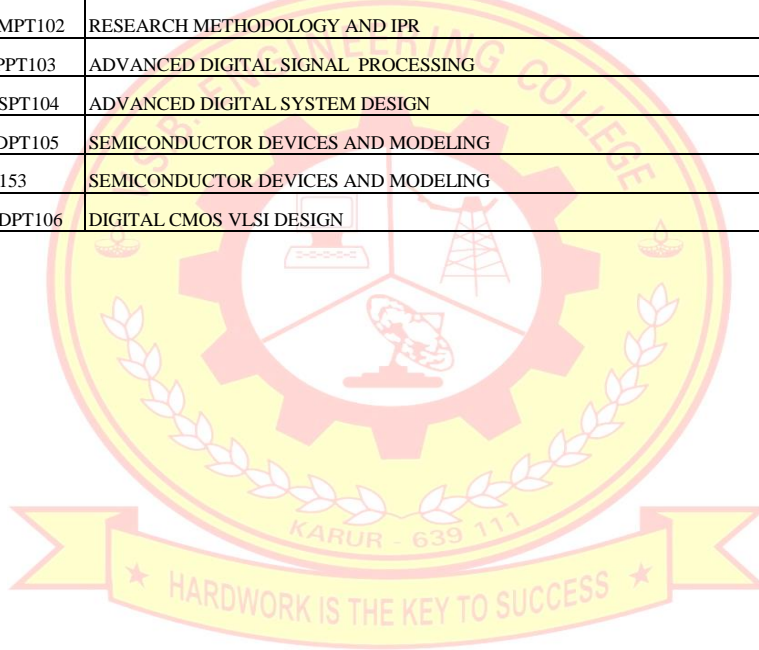 MPT102 RESEARCH METHODOLOGY AND IPR
PPT103 ADVANCED DIGITAL SIGNAL PROCESSING
SPT104 ADVANCED DIGITAL SYSTEM DESIGN
DPT105 SEMICONDUCTOR DEVICES AND MODELING
153 SEMICONDUCTOR DEVICES AND MODELING
DPT106 DIGITAL CMOS VLSI DESIGN
S.B. ENGINEERING COLLEGE
KARUR - 639 111
HARDWORK IS THE KEY TO SUCCESS